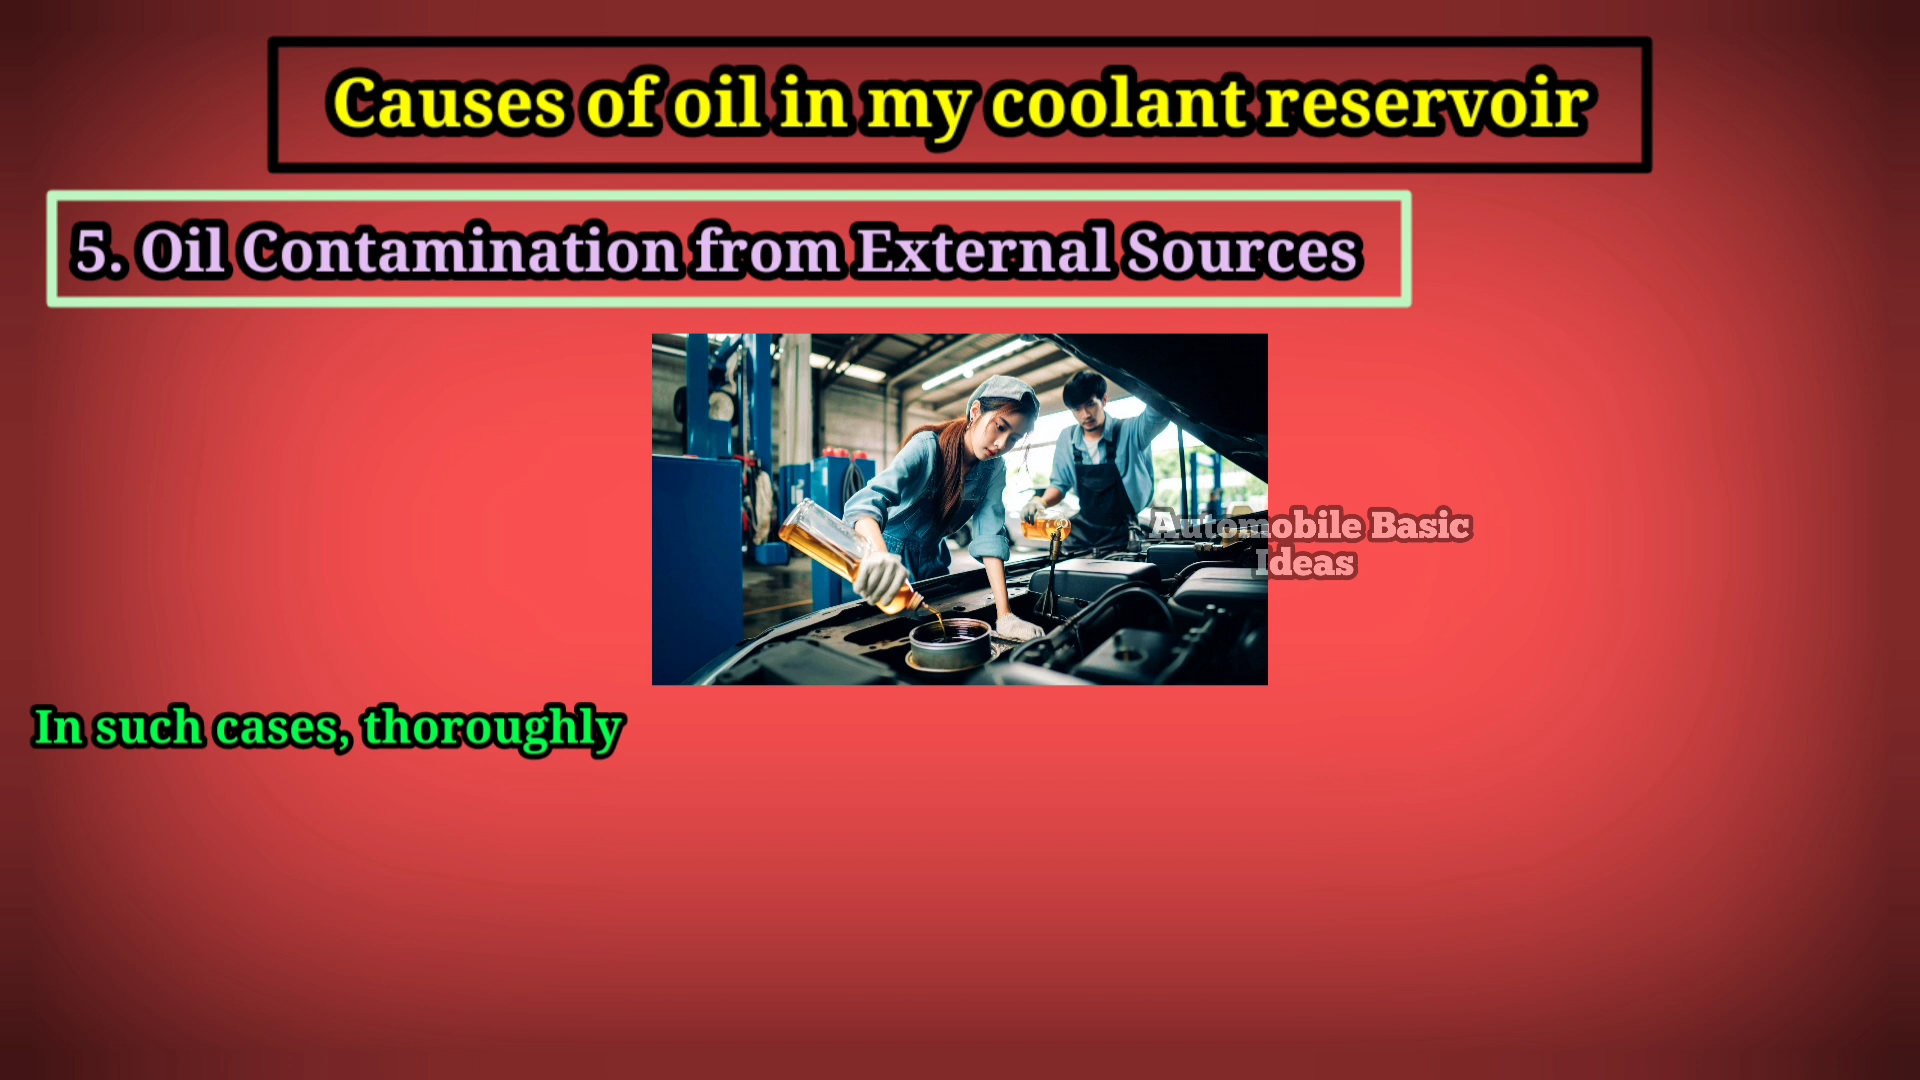 Causes of oil in my coolant reservoir
5. Oil Contamination from External Sources
Automobile Basic
Ideas
In such cases, thoroughly